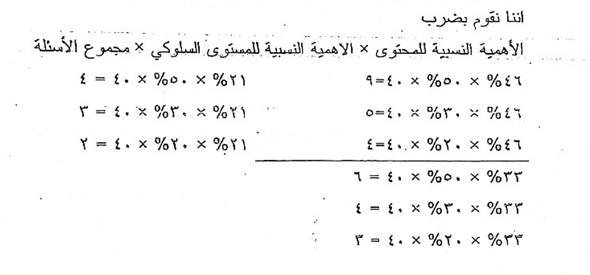 اننا نقوم بضرب
الأهمية النسبية للمحتوى × الاهمية النسبية للمستوى السلوكي × مجموع الأسئلة
٤٦% × ٥٠% × ٤٠=٩ ٢١% × ٥٠% × ٤٠ = ٤
٤٦% × ٣٠% × ٤٠=٥ ٢١% × ٣٠% × ٤٠ = ٣
٤٦% × ٢٠% × ٤٠=٤ ٢١% × ٢٠% × ٤٠ = ٢
٣٣% × ٥٠% × ٤٠ = ٦
٣٣% × ٣٠% × ٤٠ = ٤
٣٣% × ٢٠% × ٤٠ = ٣